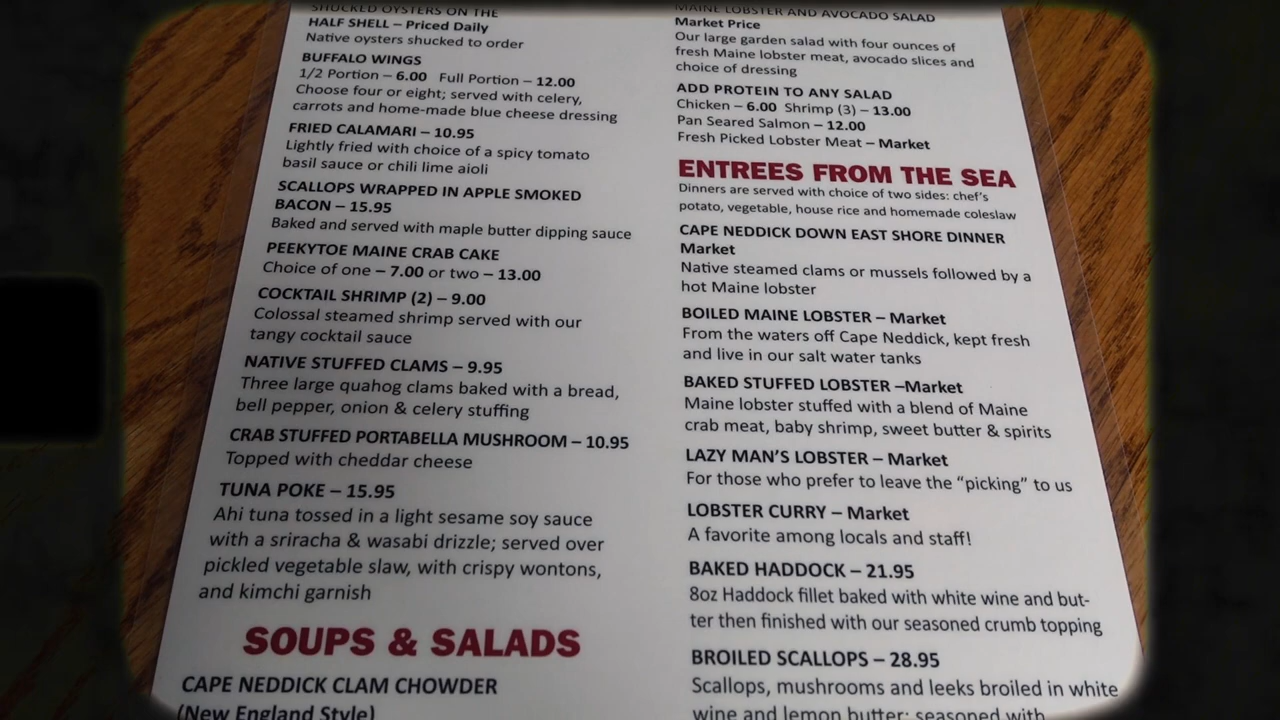 SHUCKED OYSTERS ON THE
HALF SHELL – Priced Daily
Native oysters shucked to order
BUFFALO WINGS
1/2 Portion – 6.00 Full Portion – 12.00
Choose four or eight; served with celery,
carrots and home-made blue cheese dressing
FRIED CALAMARI – 10.95
Lightly fried with choice of a spicy tomato
basil sauce or chili lime aioli
SCALLOPS WRAPPED IN APPLE SMOKED
BACON – 15.95
Baked and served with maple butter dipping sauce
PEEKYTOE MAINE CRAB CAKE
Choice of one – 7.00 or two – 13.00
COCKTAIL SHRIMP (2) – 9.00
Colossal steamed shrimp served with our
tangy cocktail sauce
NATIVE STUFFED CLAMS – 9.95
Three large quahog clams baked with a bread,
bell pepper, onion & celery stuffing
CRAB STUFFED PORTABELLA MUSHROOM – 10.95
Topped with cheddar cheese
TUNA POKE – 15.95
Ahi tuna tossed in a light sesame soy sauce
with a sriracha & wasabi drizzle; served over
pickled vegetable slaw, with crispy wontons,
and kimchi garnish
SOUPS & SALADS
CAPE NEDDICK CLAM CHOWDER
(New England Style)
MAINE LOBSTER AND AVOCADO SALAD
Market Price
Our large garden salad with four ounces of
fresh Maine lobster meat, avocado slices and
choice of dressing
ADD PROTEIN TO ANY SALAD
Chicken – 6.00 Shrimp (3) – 13.00
Pan Seared Salmon – 12.00
Fresh Picked Lobster Meat – Market
ENTREES FROM THE SEA
Dinners are served with choice of two sides: chef's
potato, vegetable, house rice and homemade coleslaw
CAPE NEDDICK DOWN EAST SHORE DINNER
Market
Native steamed clams or mussels followed by a
hot Maine lobster
BOILED MAINE LOBSTER – Market
From the waters off Cape Neddick, kept fresh
and live in our salt water tanks
BAKED STUFFED LOBSTER –Market
Maine lobster stuffed with a blend of Maine
crab meat, baby shrimp, sweet butter & spirits
LAZY MAN'S LOBSTER – Market
For those who prefer to leave the “picking” to us
LOBSTER CURRY – Market
A favorite among locals and staff!
BAKED HADDOCK – 21.95
8oz Haddock fillet baked with white wine and but-
ter then finished with our seasoned crumb topping
BROILED SCALLOPS – 28.95
Scallops, mushrooms and leeks broiled in white
wine and lemon butter; seasoned with